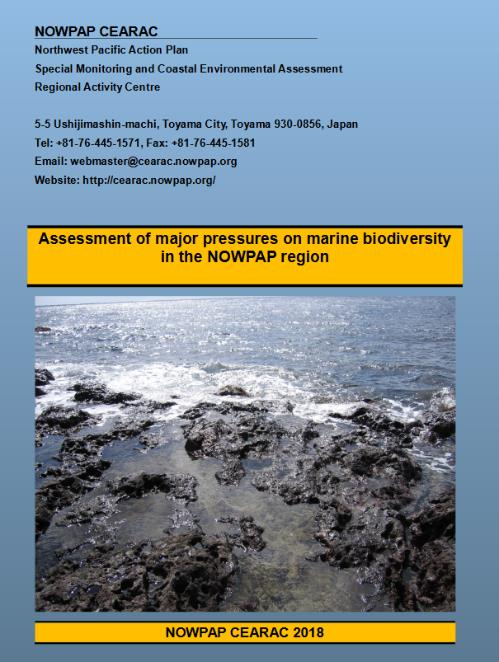 NOWPAP CEARAC
Northwest Pacific Action Plan
Special Monitoring and Coastal Environmental Assessment
Regional Activity Centre
5-5 Ushijimashin-machi, Toyama City, Toyama 930-0856, Japan
Tel: +81-76-445-1571, Fax: +81-76-445-1581
Email: webmaster@cearac.nowpap.org
Website: http://cearac.nowpap.org/
Assessment of major pressures on marine biodiversity
in the NOWPAP region
NOWPAP CEARAC 2018